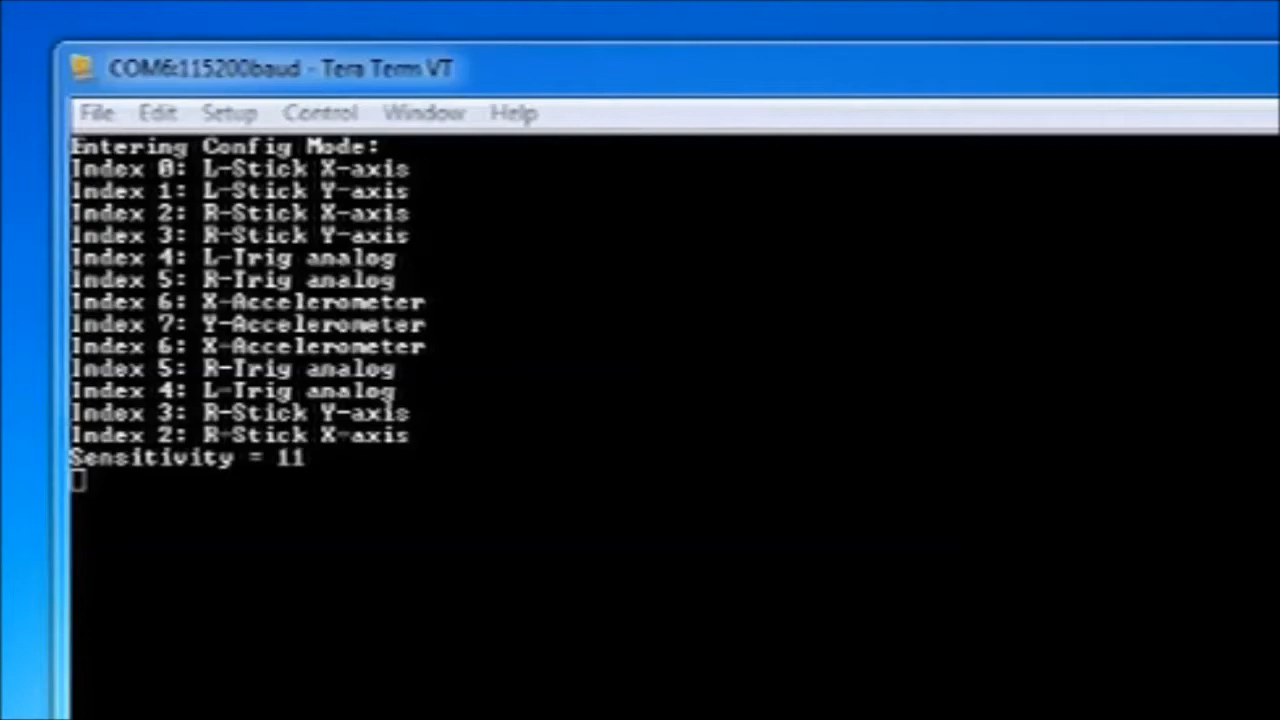 COM6:115200baud - Tera Term VT
File Edit Setup Control Window Help
Entering Config Mode:
Index 0: L-Stick X-axis
Index 1: L-Stick Y-axis
Index 2: R-Stick X-axis
Index 3: R-Stick Y-axis
Index 4: L-Trig analog
Index 5: R-Trig analog
Index 6: X-Accelerometer
Index 7: Y-Accelerometer
Index 6: X-Accelerometer
Index 5: R-Trig analog
Index 4: L-Trig analog
Index 3: R-Stick Y-axis
Index 2: R-Stick X-axis
Sensitivity = 11